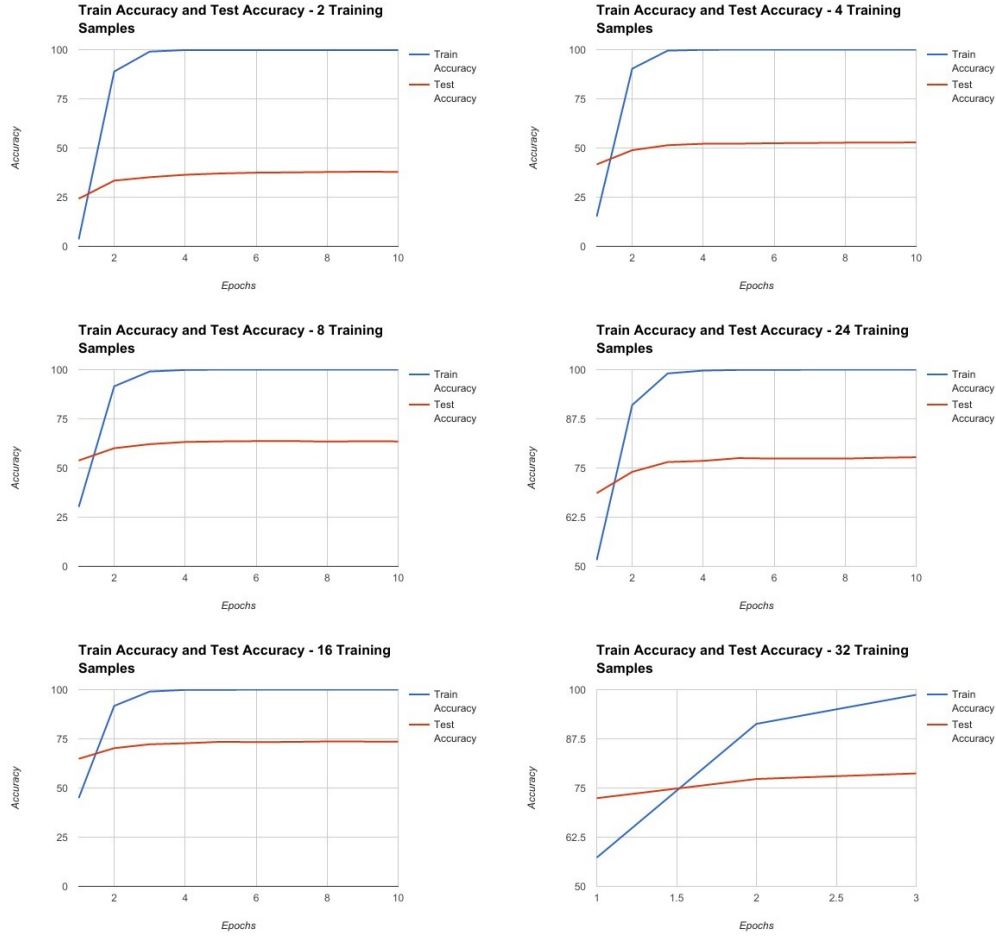 Train Accuracy and Test Accuracy - 2 Training
Samples
100
75
50
25
0
2
4
6
8
10
Accuracy
Epochs
Train
Accuracy
Test
Accuracy
Train Accuracy and Test Accuracy - 4 Training
Samples
100
75
50
25
0
2
4
6
8
10
Accuracy
Epochs
Train
Accuracy
Test
Accuracy
Train Accuracy and Test Accuracy - 8 Training
Samples
100
75
50
25
0
2
4
6
8
10
Accuracy
Epochs
Train
Accuracy
Test
Accuracy
Train Accuracy and Test Accuracy - 24 Training
Samples
100
87.5
75
62.5
50
2
4
6
8
10
Accuracy
Epochs
Train
Accuracy
Test
Accuracy
Train Accuracy and Test Accuracy - 16 Training
Samples
100
75
50
25
0
2
4
6
8
10
Accuracy
Epochs
Train
Accuracy
Test
Accuracy
Train Accuracy and Test Accuracy - 32 Training
Samples
100
87.5
75
62.5
50
1
1.5
2
2.5
3
Accuracy
Epochs
Train
Accuracy
Test
Accuracy